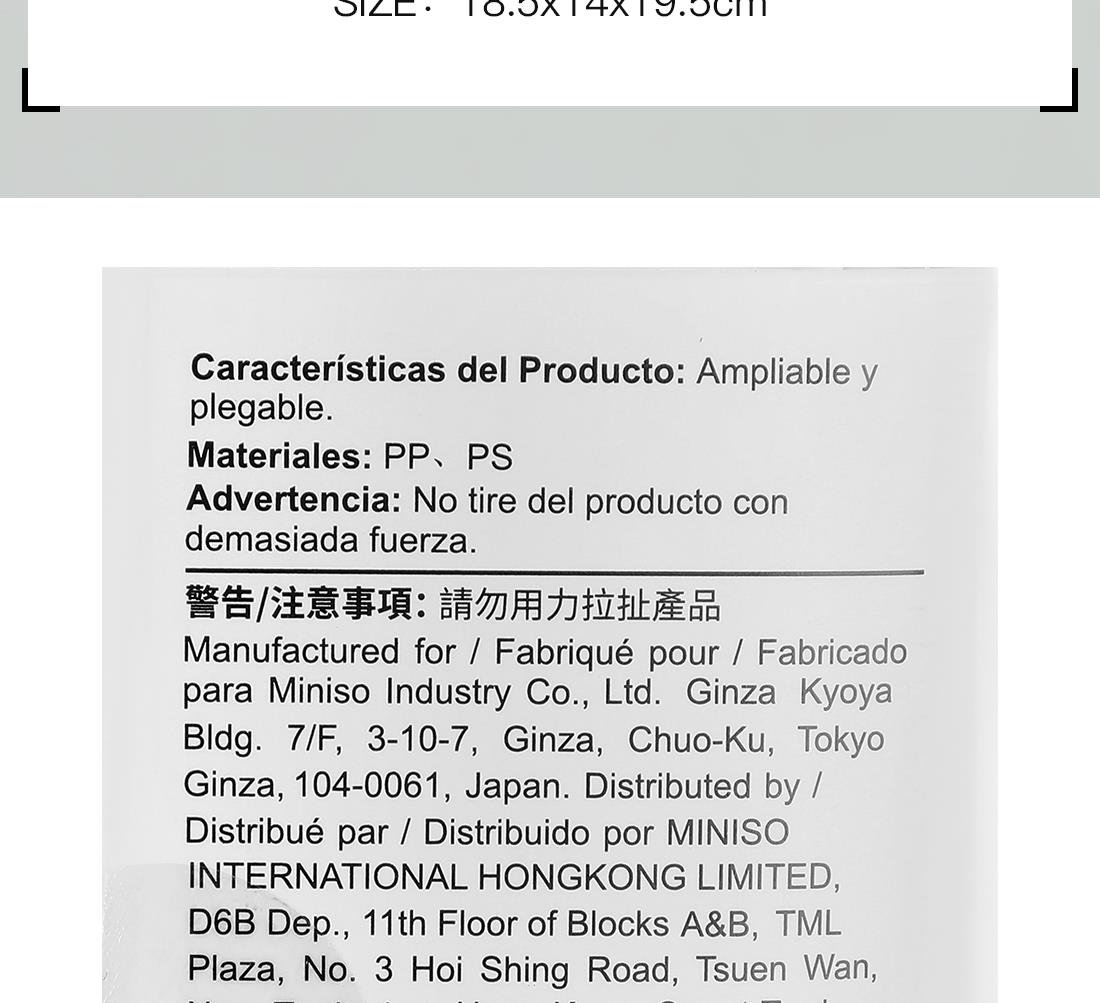 SIZE： 18.5x14x19.5cm
Características del Producto: Ampliable y
plegable.
Materiales: PP、PS
Advertencia: No tire del producto con
demasiada fuerza.
警告/注意事項: 請勿用力拉扯產品
Manufactured for / Fabriqué pour / Fabricado
para Miniso Industry Co., Ltd. Ginza Kyoya
Bldg. 7/F, 3-10-7, Ginza, Chuo-Ku, Tokyo
Ginza, 104-0061, Japan. Distributed by /
Distribué par / Distribuido por MINISO
INTERNATIONAL HONGKONG LIMITED,
D6B Dep., 11th Floor of Blocks A&B, TML
Plaza, No. 3 Hoi Shing Road, Tsuen Wan,